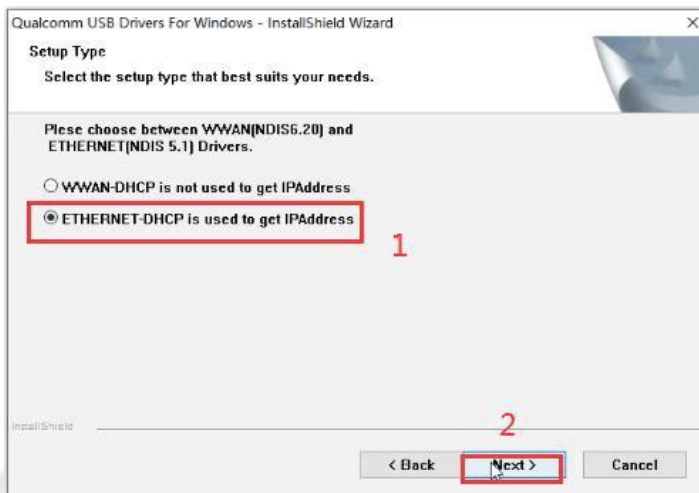 Qualcomm USB Drivers For Windows - InstallShield Wizard
Setup Type
Select the setup type that best suits your needs.
Plese choose between WWAN(NDIS6.20) and
ETHERNET(NDIS 5.1) Drivers.
WWAN-DHCP is not used to get IPAddress
ETHERNET-DHCP is used to get IPAddress
1
InstallShield
2
< Back Next > Cancel